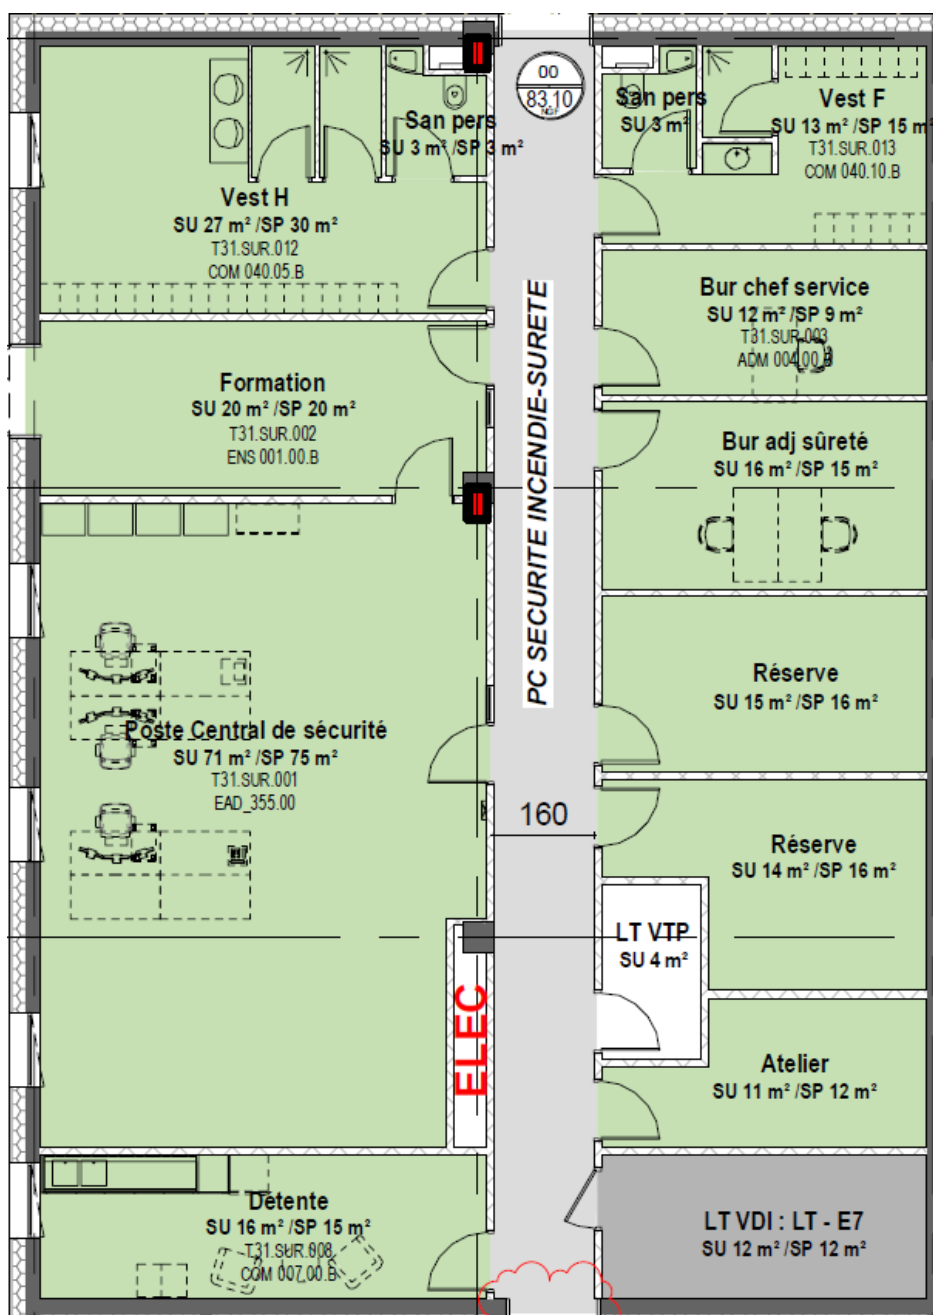 00
83.10
NGF
San pers
SU 3 m² /SP 3 m²
San pers
SU 3 m²
Vest F
SU 13 m² /SP 15 m²
T31.SUR.013
COM 040.10.B
Vest H
SU 27 m² /SP 30 m²
T31.SUR.012
COM 040.05.B
Bur chef service
SU 12 m² /SP 9 m²
T31.SUR.003
ADM 004.00.B
PC SECURITE INCENDIE-SURETE
Formation
SU 20 m² /SP 20 m²
T31.SUR.002
ENS 001.00.B
Bur adj sûreté
SU 16 m² /SP 15 m²
Réserve
SU 15 m² /SP 16 m²
Poste Central de sécurité
SU 71 m² /SP 75 m²
T31.SUR.001
EAD_355.00
160
Réserve
SU 14 m² /SP 16 m²
LT VTP
SU 4 m²
ELEC
Atelier
SU 11 m² /SP 12 m²
Détente
SU 16 m² /SP 15 m²
T31.SUR.008
COM 007.00.B
LT VDI : LT - E7
SU 12 m² /SP 12 m²